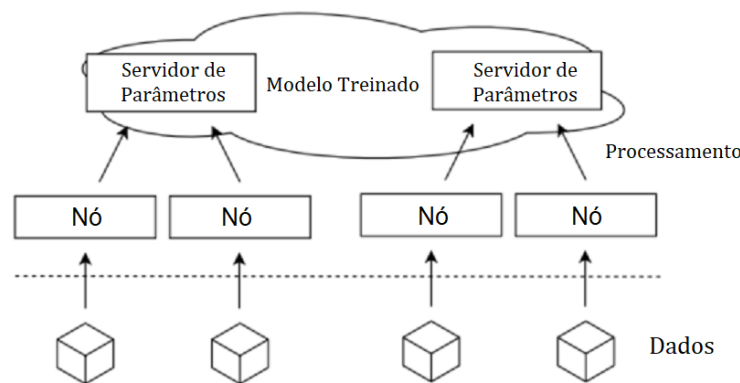 Servidor de
Parâmetros
Modelo Treinado
Servidor de
Parâmetros
Processamento
Nó
Nó
Nó
Nó
Dados